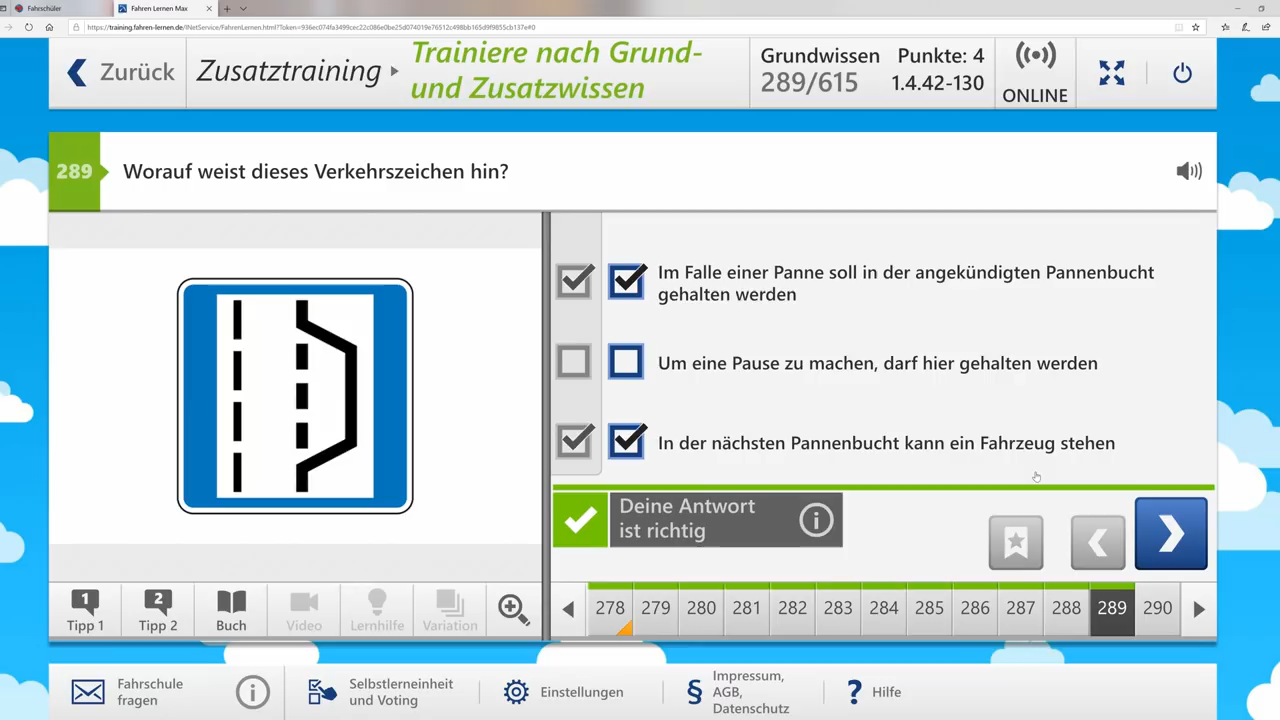 Fahrschüler
Fahren Lernen Max
https://training.fahren-lernen.de/INetService/FahrenLernen.html?Token=936ec074fa3499cec22c086e0be25d074019e76512c498bb165d9f9855cb137e#0
Zurück
Zusatztraining
Trainiere nach Grund-
und Zusatzwissen
Grundwissen
289/615
Punkte: 4
1.4.42-130
ONLINE
289
Worauf weist dieses Verkehrszeichen hin?
Im Falle einer Panne soll in der angekündigten Pannenbucht
gehalten werden
Um eine Pause zu machen, darf hier gehalten werden
In der nächsten Pannenbucht kann ein Fahrzeug stehen
Deine Antwort
ist richtig
1
Tipp 1
2
Tipp 2
Buch
Video
Lernhilfe
Variation
278 279 280 281 282 283 284 285 286 287 288 289 290
Fahrschule
fragen
Selbstlerneinheit
und Voting
Einstellungen
§
Impressum,
AGB,
Datenschutz
?
Hilfe